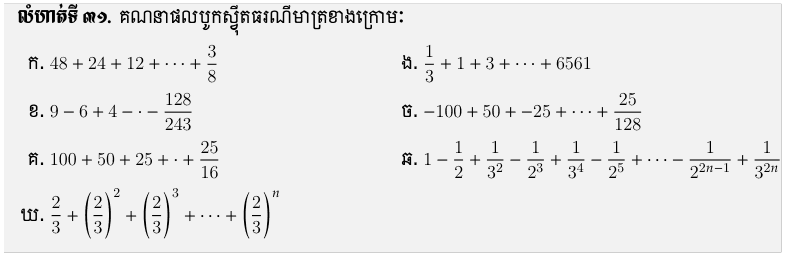 លំហាត់ទី ៣១. គណនាផលបូកស្វ៊ីតធរណីមាត្រខាងក្រោម:
ក. 48 + 24 + 12 + ··· + 3/8
ង. 1/3 + 1 + 3 + ··· + 6561
ខ. 9 − 6 + 4 − · − 128/243
ច. −100 + 50 + −25 + ··· + 25/128
គ. 100 + 50 + 25 + · + 25/16
ឆ. 1 − 1/2 + 1/3² − 1/2³ + 1/3⁴ − 1/2⁵ + ··· − 1/2²ⁿ⁻¹ + 1/3²ⁿ
ឃ. 2/3 + (2/3)² + (2/3)³ + ··· + (2/3)ⁿ